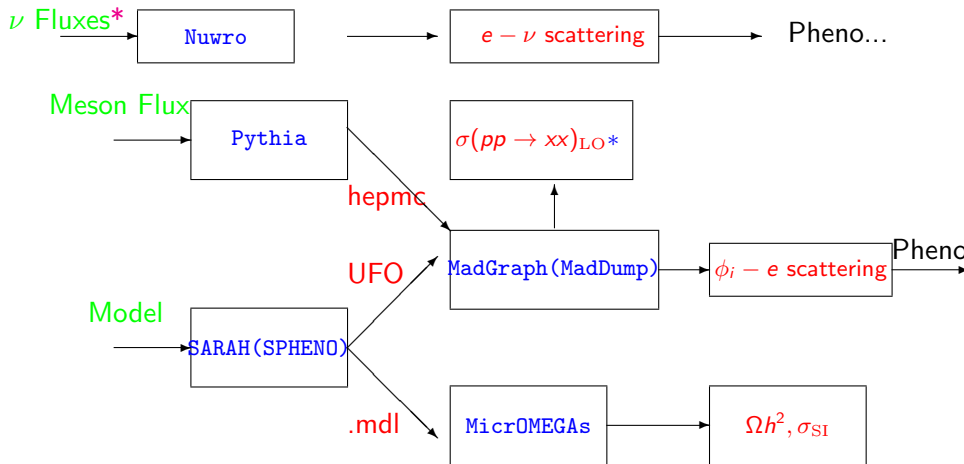 ν Fluxes*
Nuwro
e − ν scattering
Pheno...
Meson Flux
Pythia
σ(pp → xx)LO*
hepmc
UFO
MadGraph(MadDump)
ϕi − e scattering
Pheno
Model
SARAH(SPHENO)
.mdl
MicrOMEGAs
Ωh², σSI